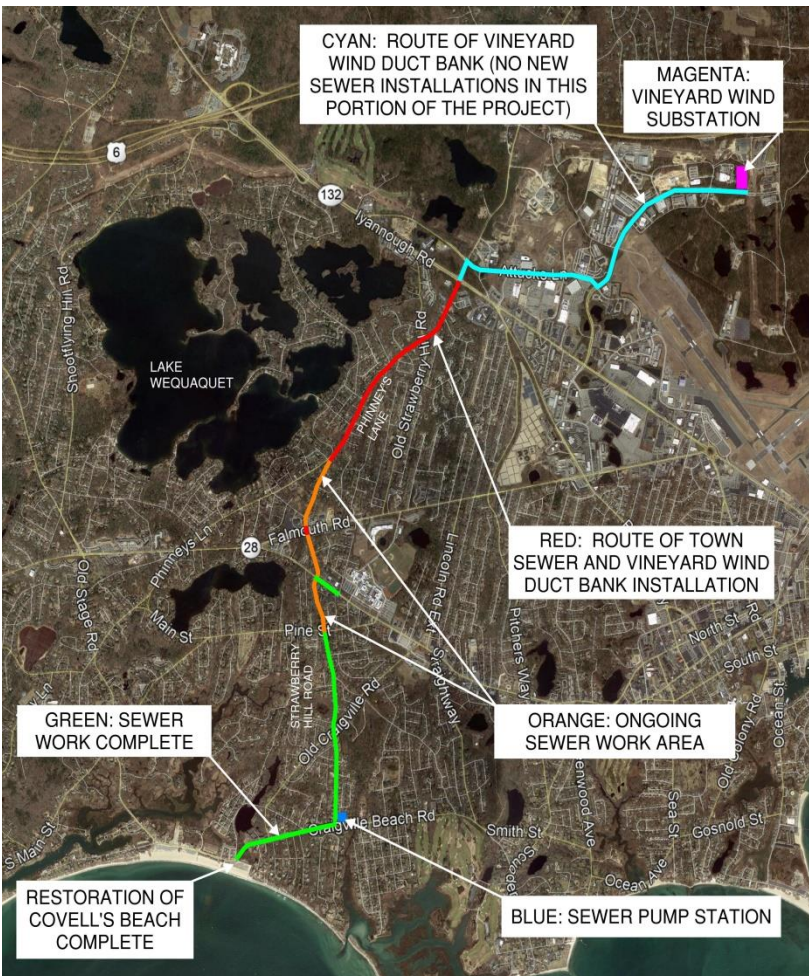 CYAN: ROUTE OF VINEYARD
WIND DUCT BANK (NO NEW
SEWER INSTALLATIONS IN THIS
PORTION OF THE PROJECT)
MAGENTA:
VINEYARD WIND
SUBSTATION
6
132
Iyannough Rd
Attucks Ln
Shootflying Hill Rd
LAKE
WEQUAQUET
PHINNEY'S
LANE
Old Strawberry Hill Rd
Falmouth Rd
28
Phinneys Ln
RED: ROUTE OF TOWN
SEWER AND VINEYARD WIND
DUCT BANK INSTALLATION
Old Stage Rd
Main St
Pine St
Lincoln Rd Ext
Straightway
Pitchers Way
North St
Rd
South St
STRAWBERRY
HILL ROAD
Old Craigville Rd
GREEN: SEWER
WORK COMPLETE
ORANGE: ONGOING
SEWER WORK AREA
Old Colony Rd
Ocean St
Craigville Beach Rd
Smith St
Sea St
Gosnold St
S Main St
Ocean Ave
RESTORATION OF
COVELL'S BEACH
COMPLETE
BLUE: SEWER PUMP STATION